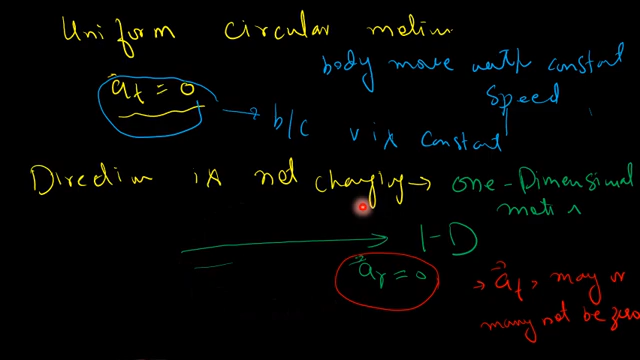 Uniform circular motion
body move with constant
speed
a⃗t = 0
→ b/c v is constant
Direction is not changing → one-Dimensional
motion
1-D
a⃗r = 0
→ a⃗t, may or
many not be zero